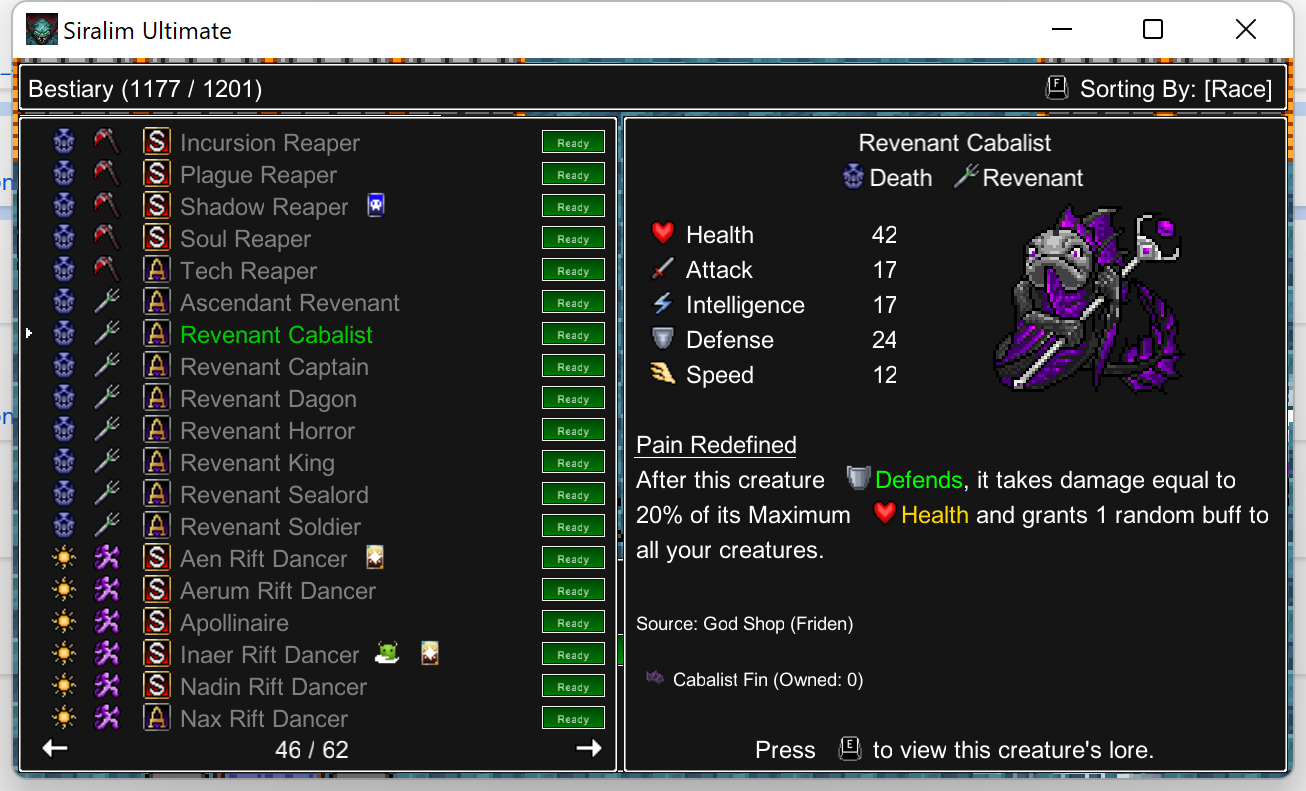 Siralim Ultimate
Bestiary (1177 / 1201)
F Sorting By: [Race]
S Incursion Reaper Ready
S Plague Reaper Ready
S Shadow Reaper Ready
S Soul Reaper Ready
A Tech Reaper Ready
A Ascendant Revenant Ready
A Revenant Cabalist Ready
A Revenant Captain Ready
A Revenant Dagon Ready
A Revenant Horror Ready
A Revenant King Ready
A Revenant Sealord Ready
A Revenant Soldier Ready
S Aen Rift Dancer Ready
S Aerum Rift Dancer Ready
S Apollinaire Ready
S Inaer Rift Dancer Ready
S Nadin Rift Dancer Ready
A Nax Rift Dancer Ready
46 / 62
Revenant Cabalist
Death Revenant
Health 42
Attack 17
Intelligence 17
Defense 24
Speed 12
Pain Redefined
After this creature Defends, it takes damage equal to
20% of its Maximum Health and grants 1 random buff to
all your creatures.
Source: God Shop (Friden)
Cabalist Fin (Owned: 0)
Press E to view this creature's lore.